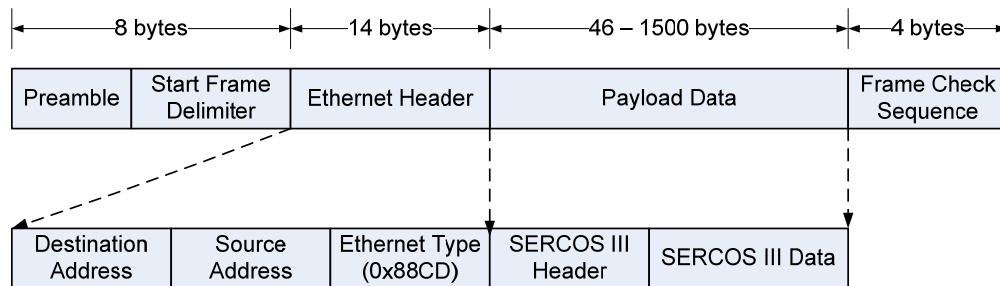 8 bytes
14 bytes
46 – 1500 bytes
4 bytes
Preamble
Start Frame
Delimiter
Ethernet Header
Payload Data
Frame Check
Sequence
Destination
Address
Source
Address
Ethernet Type
(0x88CD)
SERCOS III
Header
SERCOS III Data